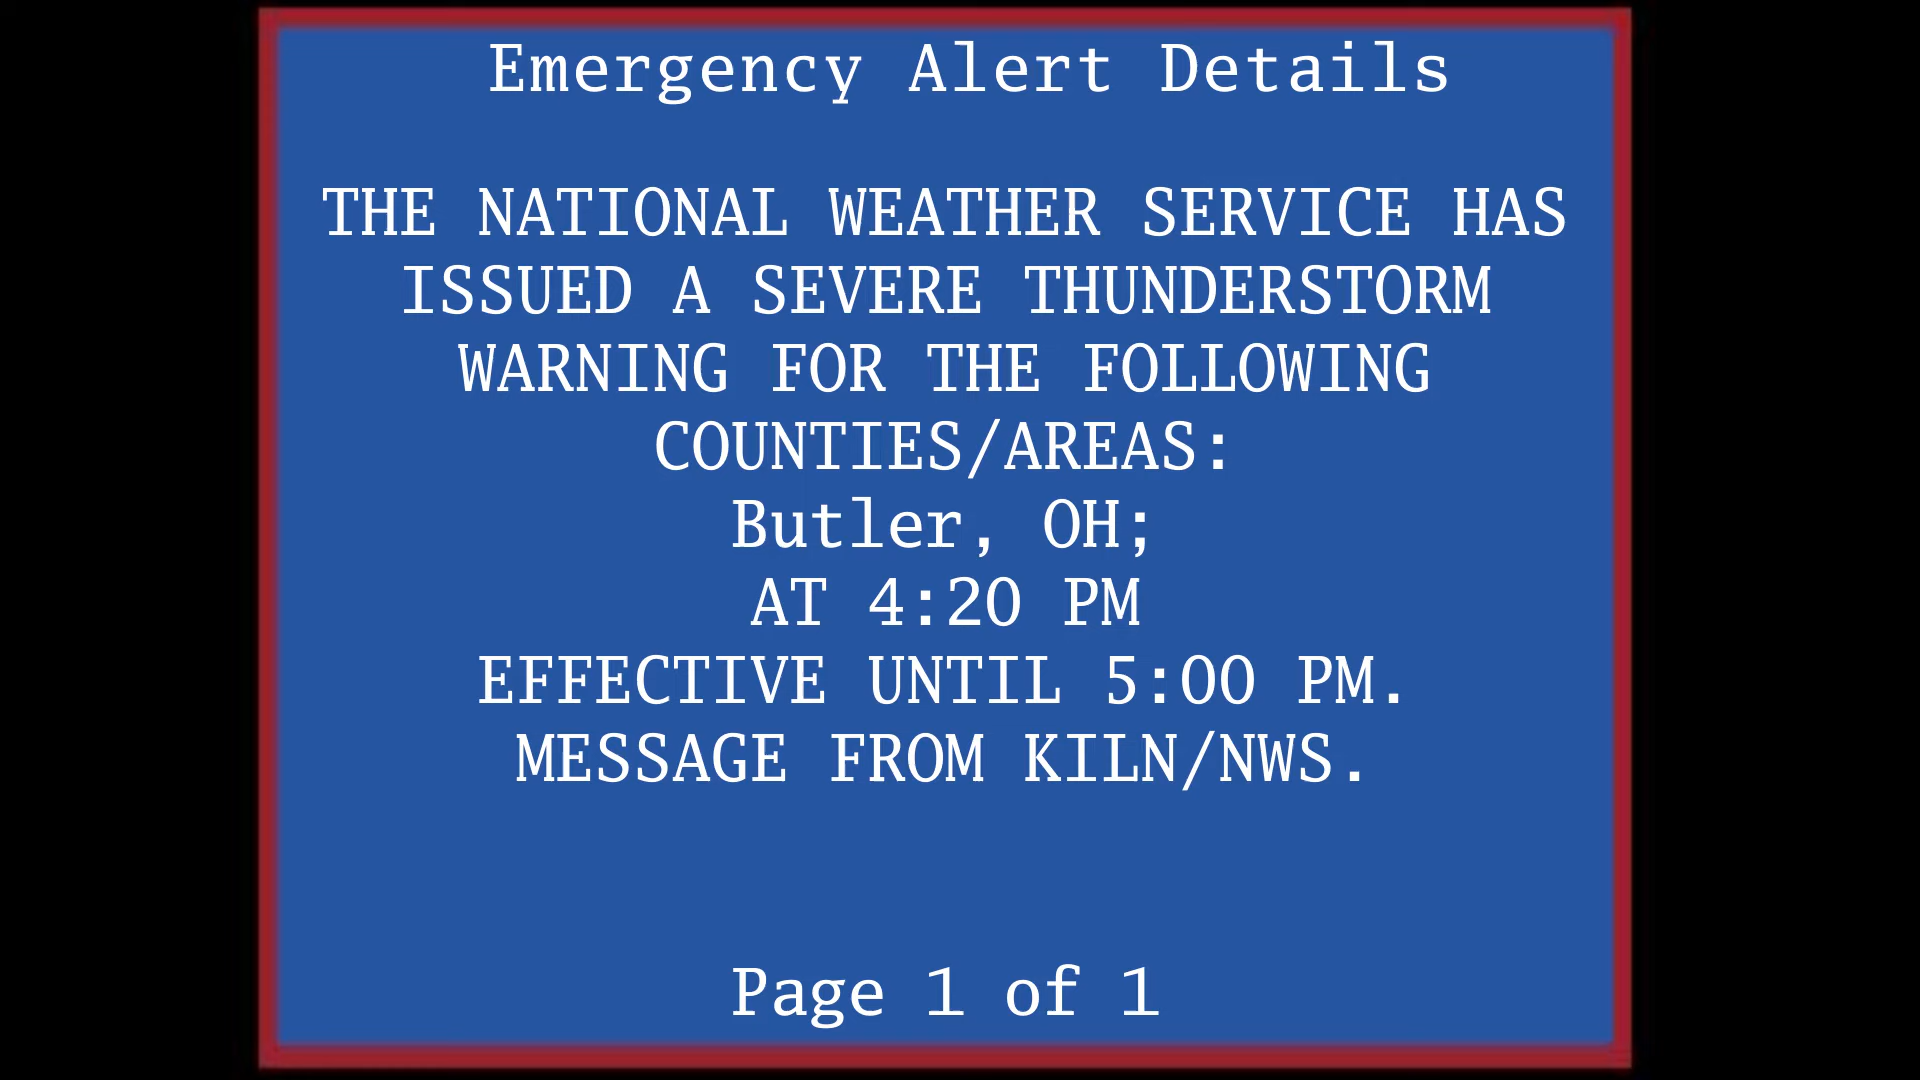 Emergency Alert Details
THE NATIONAL WEATHER SERVICE HAS
ISSUED A SEVERE THUNDERSTORM
WARNING FOR THE FOLLOWING
COUNTIES/AREAS:
Butler, OH;
AT 4:20 PM
EFFECTIVE UNTIL 5:00 PM.
MESSAGE FROM KILN/NWS.
Page 1 of 1